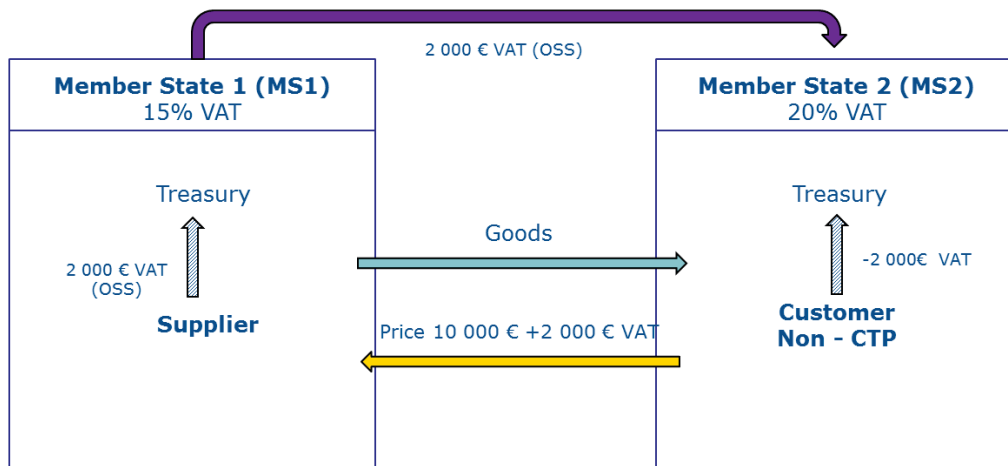 2 000 € VAT (OSS)
Member State 1 (MS1)
15% VAT
Member State 2 (MS2)
20% VAT
Treasury
2 000 € VAT
(OSS)
Supplier
Goods
Price 10 000 € +2 000 € VAT
Treasury
-2 000€  VAT
Customer
Non - CTP